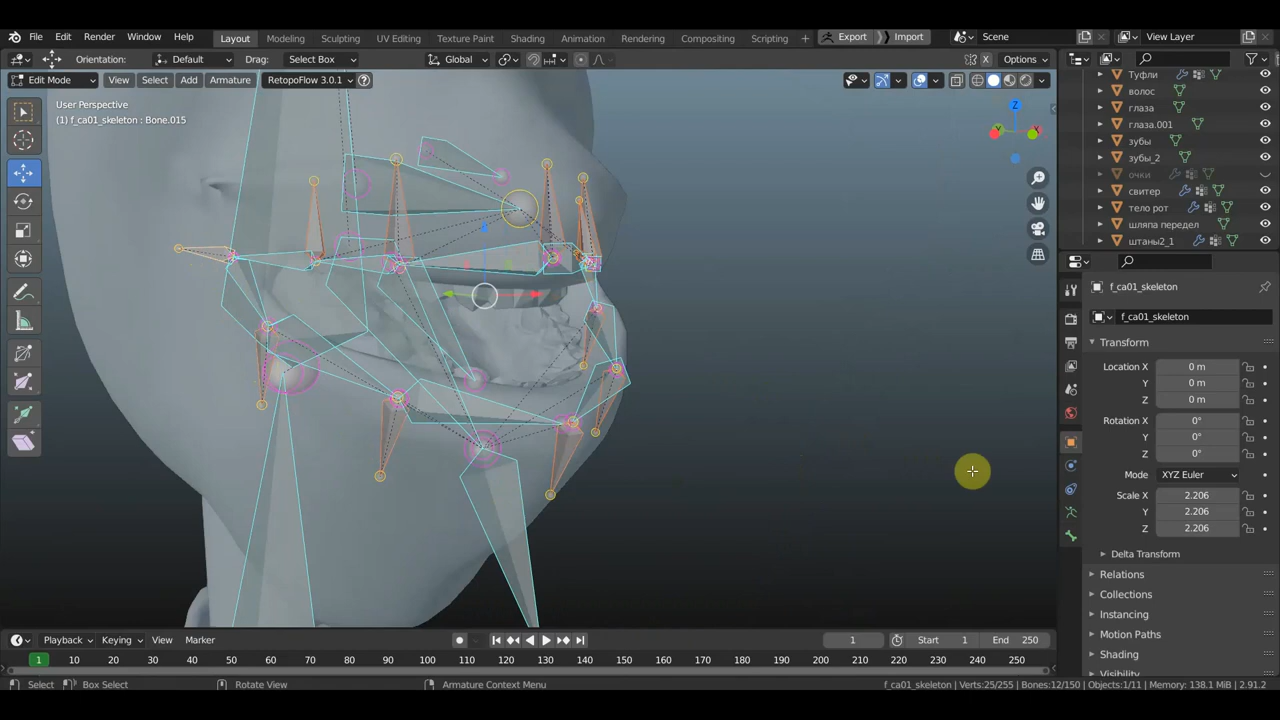 File Edit Render Window Help Layout Modeling Sculpting UV Editing Texture Paint Shading Animation Rendering Compositing Scripting + Export Import Scene View Layer
Orientation: Default Drag: Select Box Global X Options
Edit Mode View Select Add Armature RetopoFlow 3.0.1
User Perspective
(1) f_ca01_skeleton : Bone.015
Z
Туфли
волос
глаза
глаза.001
зубы
зубы_2
очки
свитер
тело рот
шляпа передел
штаны2_1
f_ca01_skeleton
f_ca01_skeleton
Transform
Location X 0 m
Y 0 m
Z 0 m
Rotation X 0°
Y 0°
Z 0°
Mode XYZ Euler
Scale X 2.206
Y 2.206
Z 2.206
Delta Transform
Relations
Collections
Instancing
Motion Paths
Shading
Visibility
Playback Keying View Marker 1 Start 1 End 250
1 10 20 30 40 50 60 70 80 90 100 110 120 130 140 150 160 170 180 190 200 210 220 230 240 250
Select Box Select Rotate View Armature Context Menu f_ca01_skeleton | Verts:25/255 | Bones:12/150 | Objects:1/11 | Memory: 138.1 MiB | 2.91.2